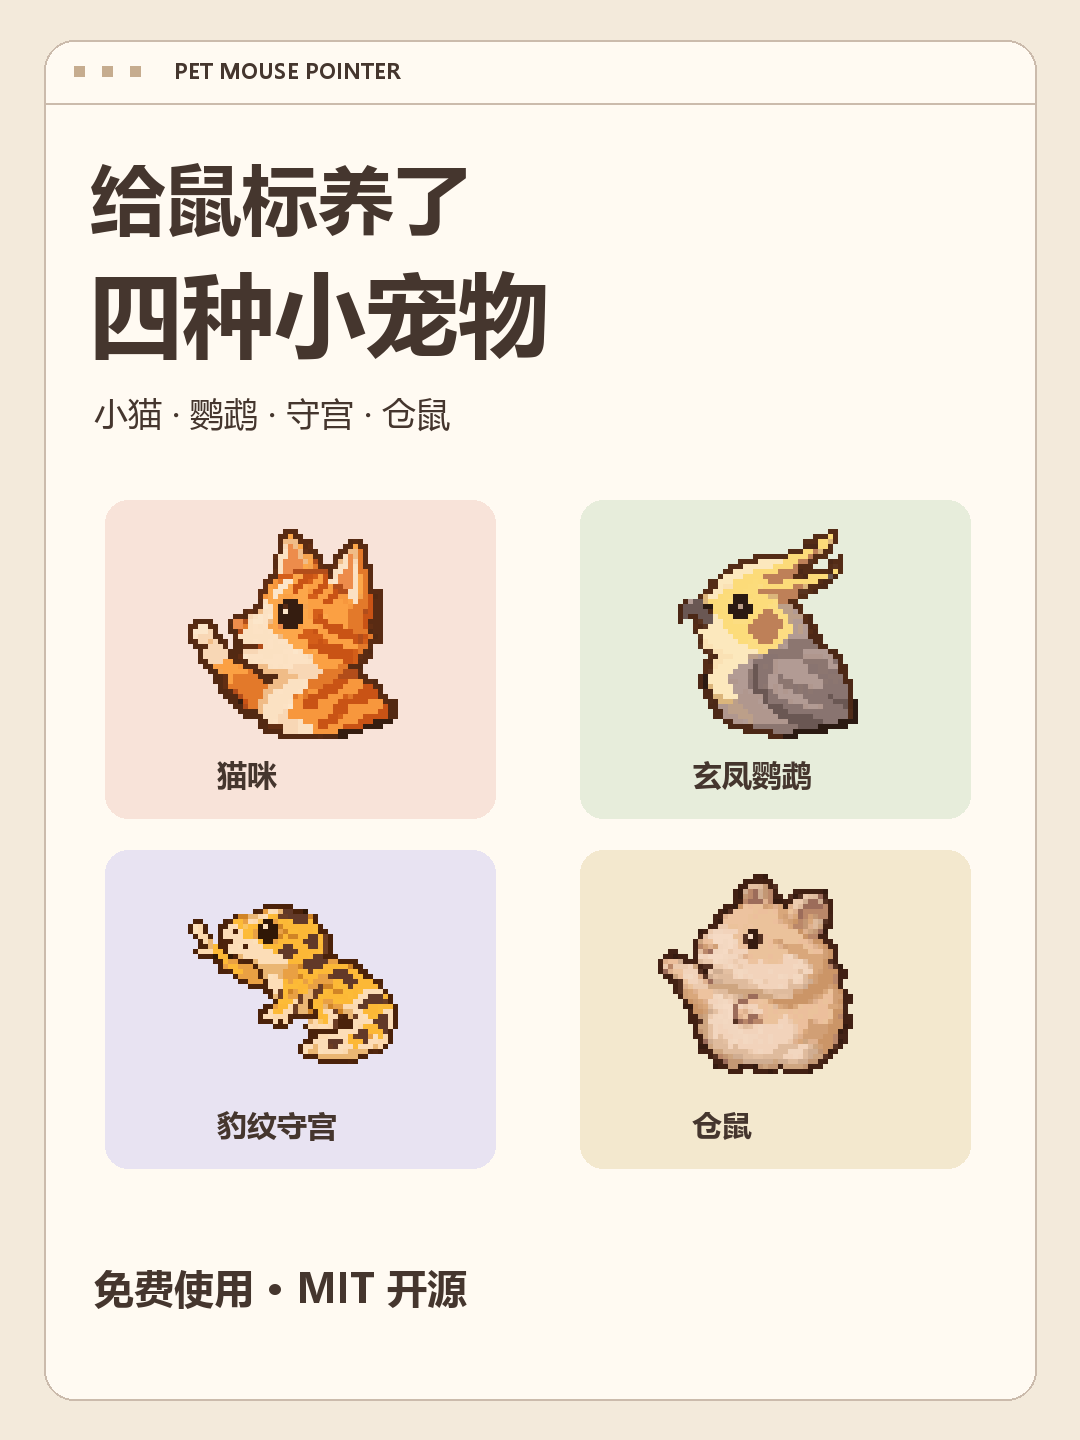 PET MOUSE POINTER
给鼠标养了
四种小宠物
小猫 · 鹦鹉 · 守宫 · 仓鼠
猫咪
玄凤鹦鹉
豹纹守宫
仓鼠
免费使用 • MIT 开源